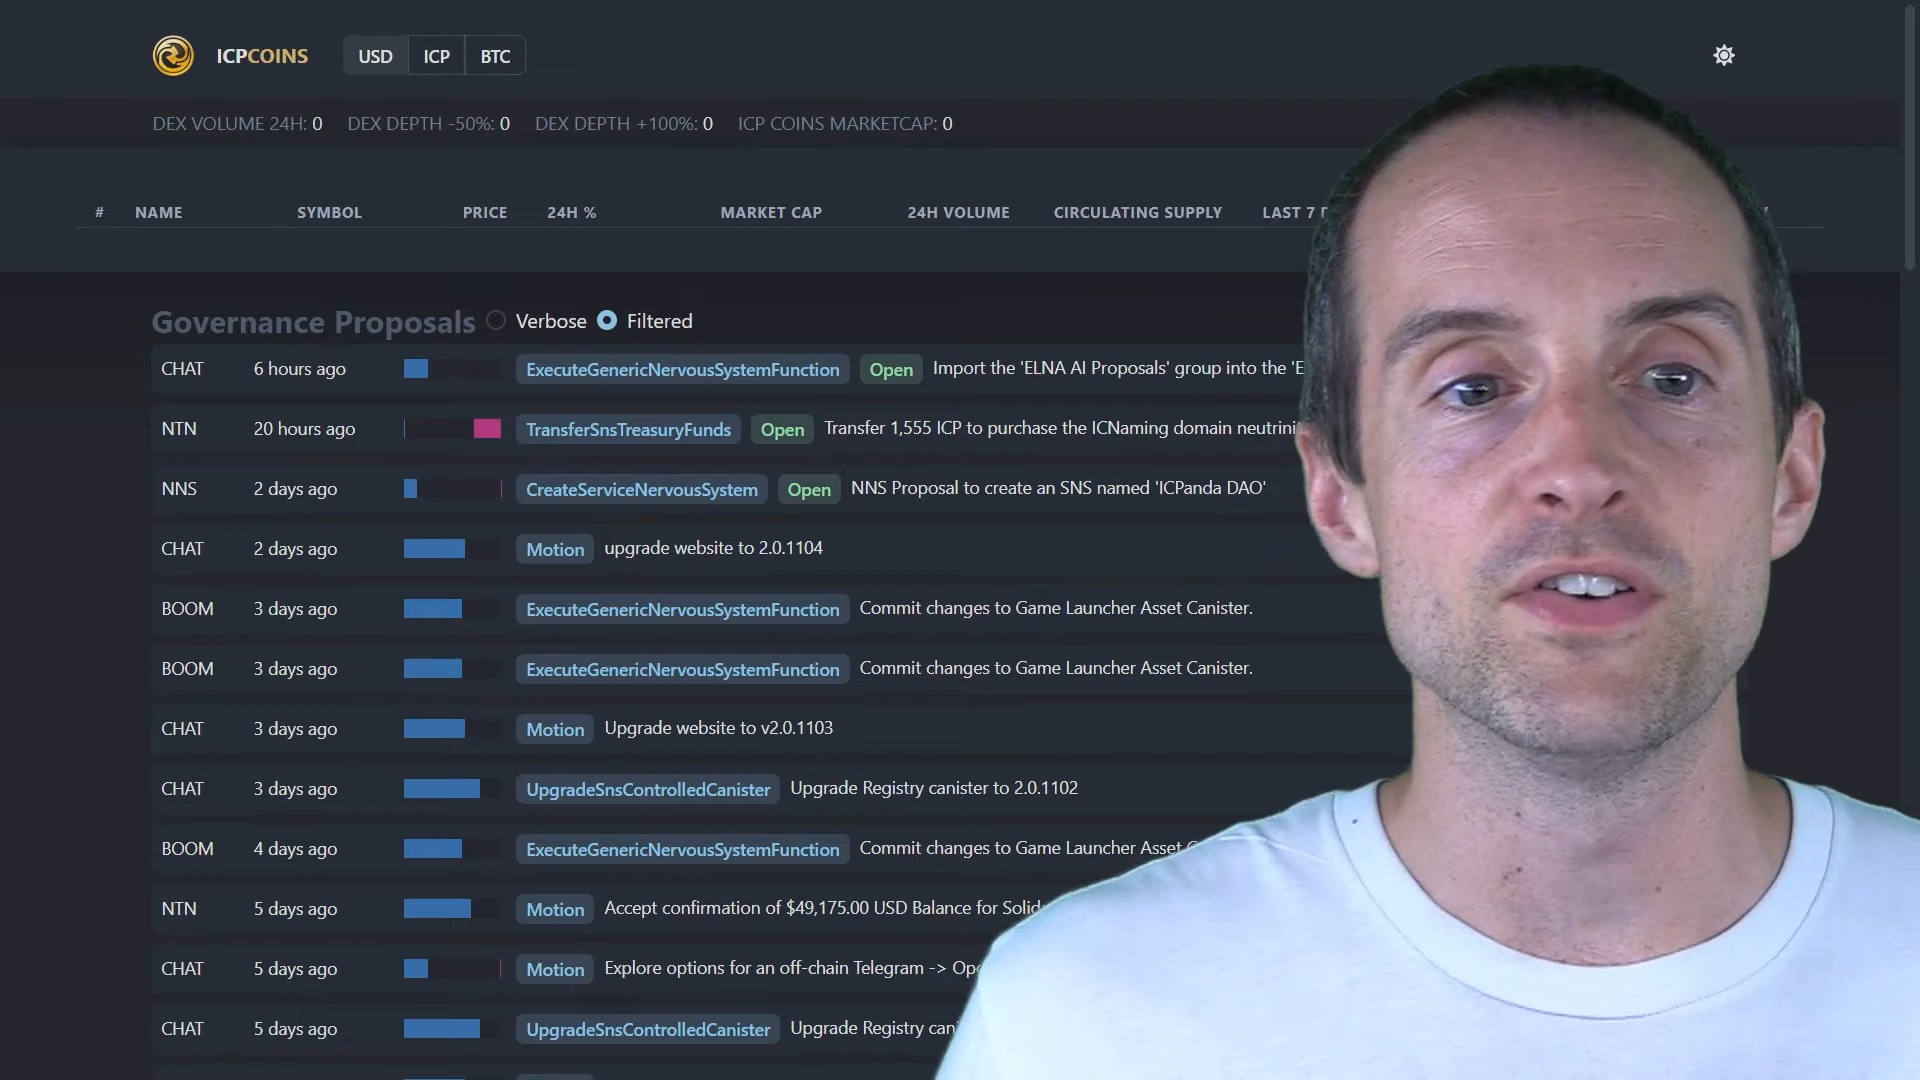 ICPCOINS USD ICP BTC
DEX VOLUME 24H: 0 DEX DEPTH -50%: 0 DEX DEPTH +100%: 0 ICP COINS MARKETCAP: 0
# NAME SYMBOL PRICE 24H % MARKET CAP 24H VOLUME CIRCULATING SUPPLY LAST 7
Governance Proposals Verbose Filtered
CHAT 6 hours ago ExecuteGenericNervousSystemFunction Open Import the 'ELNA AI Proposals' group into the
NTN 20 hours ago TransferSnsTreasuryFunds Open Transfer 1,555 ICP to purchase the ICNaming domain
NNS 2 days ago CreateServiceNervousSystem Open NNS Proposal to create an SNS named 'ICPanda DAO'
CHAT 2 days ago Motion upgrade website to 2.0.1104
BOOM 3 days ago ExecuteGenericNervousSystemFunction Commit changes to Game Launcher Asset Canister.
BOOM 3 days ago ExecuteGenericNervousSystemFunction Commit changes to Game Launcher Asset Canister.
CHAT 3 days ago Motion Upgrade website to v2.0.1103
CHAT 3 days ago UpgradeSnsControlledCanister Upgrade Registry canister to 2.0.1102
BOOM 4 days ago ExecuteGenericNervousSystemFunction Commit changes to Game Launcher Asset
NTN 5 days ago Motion Accept confirmation of $49,175.00 USD Balance for
CHAT 5 days ago Motion Explore options for an off-chain Telegram ->
CHAT 5 days ago UpgradeSnsControlledCanister Upgrade Registry